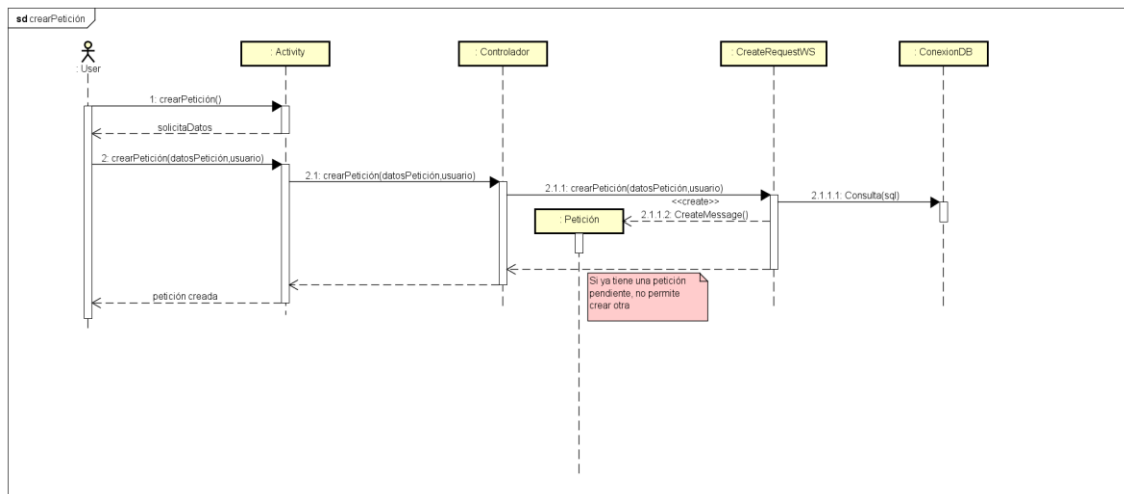 sd crearPetición
: User
: Activity
: Controlador
: CreateRequestWS
: ConexionDB
1: crearPetición()
solicitaDatos
2: crearPetición(datosPetición,usuario)
2.1: crearPetición(datosPetición,usuario)
2.1.1: crearPetición(datosPetición,usuario)
2.1.1.1: Consulta(sql)
<<create>>
2.1.1.2: CreateMessage()
: Petición
Si ya tiene una petición
pendiente, no permite
crear otra
petición creada